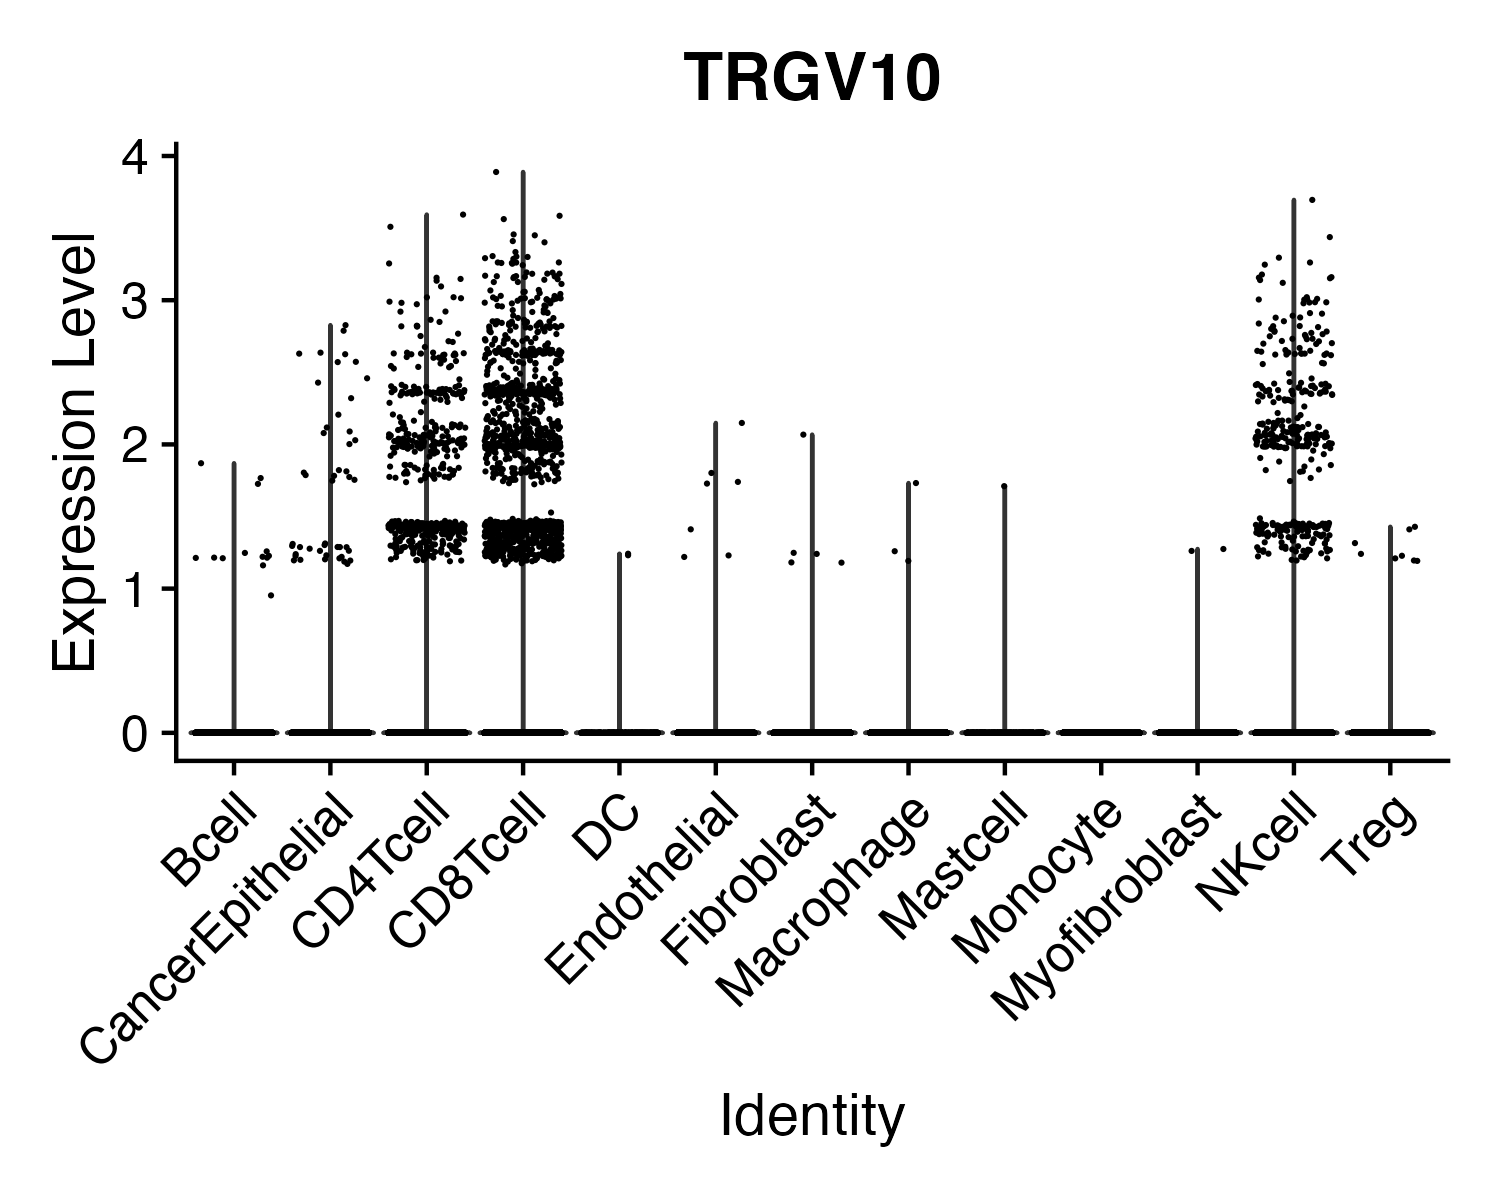 TRGV10
Expression Level
4
3
2
1
0
Bcell
CancerEpithelial
CD4Tcell
CD8Tcell
DC
Endothelial
Fibroblast
Macrophage
Mastcell
Monocyte
Myofibroblast
NKcell
Treg
Identity